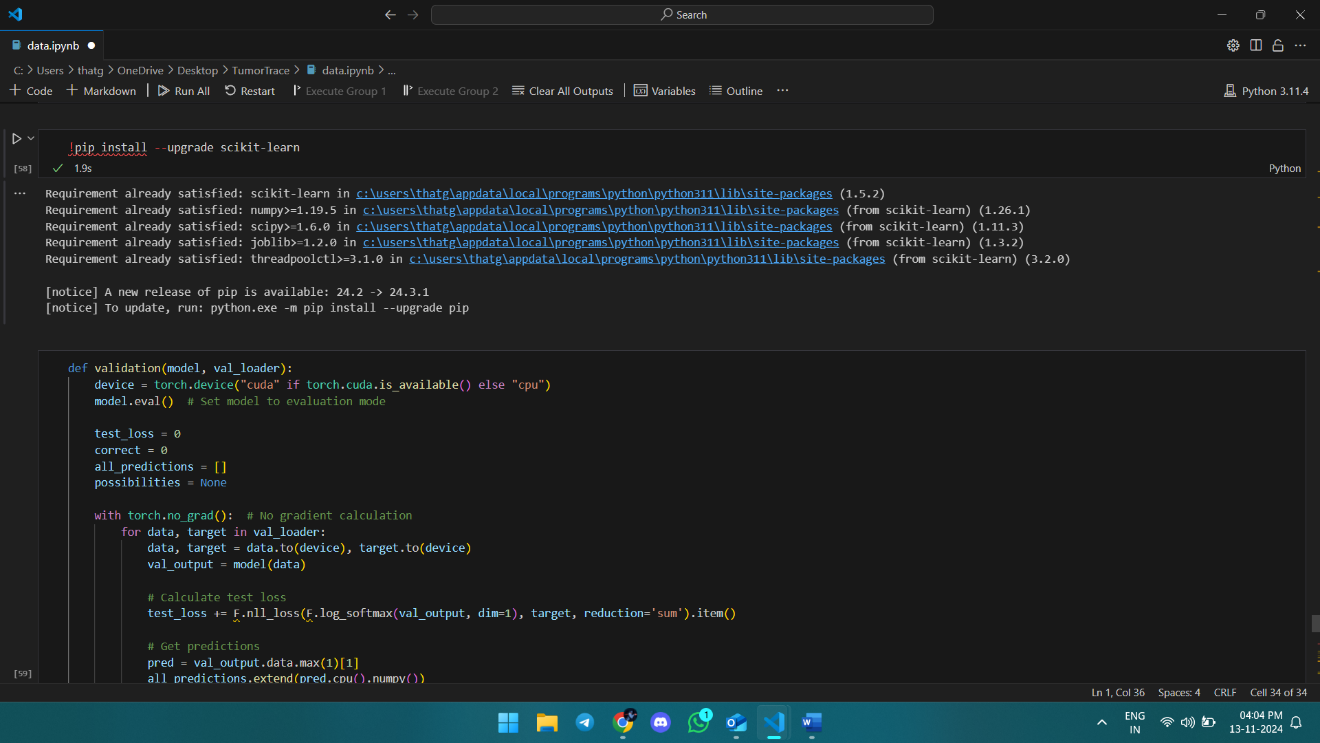 Search
data.ipynb
C: > Users > thatg > OneDrive > Desktop > TumorTrace > data.ipynb > ...
+ Code + Markdown Run All Restart Execute Group 1 Execute Group 2 Clear All Outputs Variables Outline ... Python 3.11.4
!pip install --upgrade scikit-learn
[58] 1.9s Python
Requirement already satisfied: scikit-learn in c:\users\thatg\appdata\local\programs\python\python311\lib\site-packages (1.5.2)
Requirement already satisfied: numpy>=1.19.5 in c:\users\thatg\appdata\local\programs\python\python311\lib\site-packages (from scikit-learn) (1.26.1)
Requirement already satisfied: scipy>=1.6.0 in c:\users\thatg\appdata\local\programs\python\python311\lib\site-packages (from scikit-learn) (1.11.3)
Requirement already satisfied: joblib>=1.2.0 in c:\users\thatg\appdata\local\programs\python\python311\lib\site-packages (from scikit-learn) (1.3.2)
Requirement already satisfied: threadpoolctl>=3.1.0 in c:\users\thatg\appdata\local\programs\python\python311\lib\site-packages (from scikit-learn) (3.2.0)
[notice] A new release of pip is available: 24.2 -> 24.3.1
[notice] To update, run: python.exe -m pip install --upgrade pip
def validation(model, val_loader):
device = torch.device("cuda" if torch.cuda.is_available() else "cpu")
model.eval() # Set model to evaluation mode
test_loss = 0
correct = 0
all_predictions = []
possibilities = None
with torch.no_grad(): # No gradient calculation
for data, target in val_loader:
data, target = data.to(device), target.to(device)
val_output = model(data)
# Calculate test loss
test_loss += F.nll_loss(F.log_softmax(val_output, dim=1), target, reduction='sum').item()
# Get predictions
pred = val_output.data.max(1)[1]
[59] all_predictions.extend(pred.cpu().numpy())
Ln 1, Col 36 Spaces: 4 CRLF Cell 34 of 34
1
ENG
IN
04:04 PM
13-11-2024